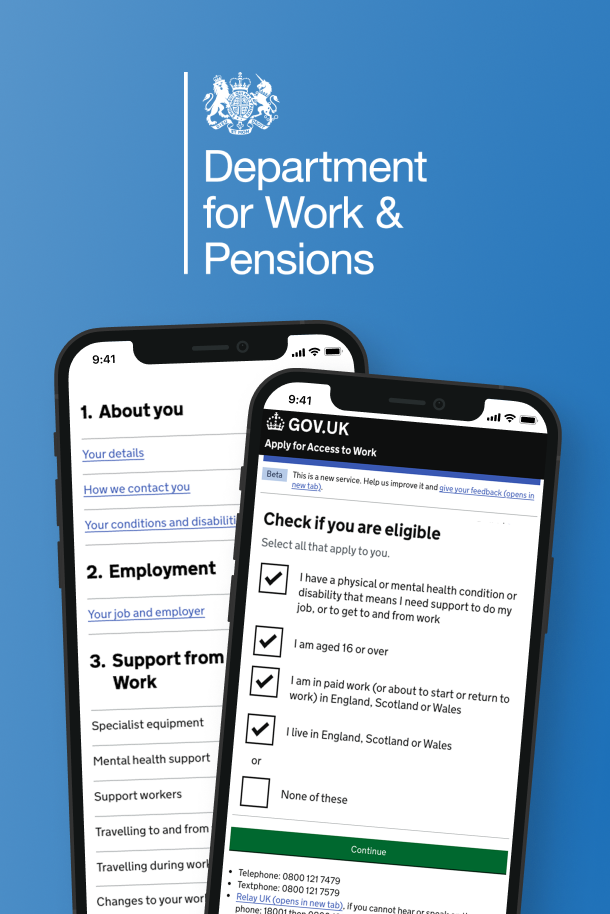 Department
for Work &
Pensions
9:41
1. About you
Your details
How we contact you
Your conditions and
2. Employment
Your job and employer
3. Support from
Work
Specialist equipment
Mental health support
Support workers
Travelling to and from
Travelling during
Changes to your
9:41
GOV.UK
Apply for Access to Work
Beta This is a new service. Help us improve it and give your feedback (opens in
new tab).
Check if you are eligible
Select all that apply to you.
I have a physical or mental health condition or
disability that means I need support to do my
job, or to get to and from work
I am aged 16 or over
I am in paid work (or about to start or return to
work) in England, Scotland or Wales
I live in England, Scotland or Wales
or
None of these
Continue
• Telephone: 0800 121 7479
• Textphone: 0800 121 7579
• Relay UK (opens in new tab), if you cannot hear or
phone: 18001 then